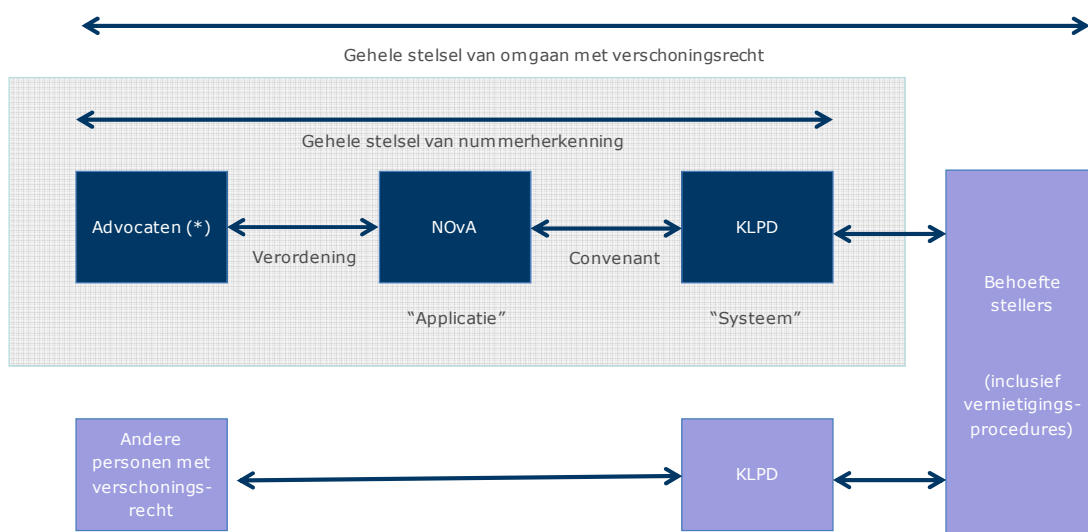 Gehele stelsel van omgaan met verschoningsrecht
Gehele stelsel van nummerherkenning
Advocaten (*)
Verordening
NOvA
Convenant
KLPD
"Applicatie"
"Systeem"
Behoefte
stellers
(inclusief
vernietigings-
procedures)
Andere
personen met
verschonings-
recht
KLPD